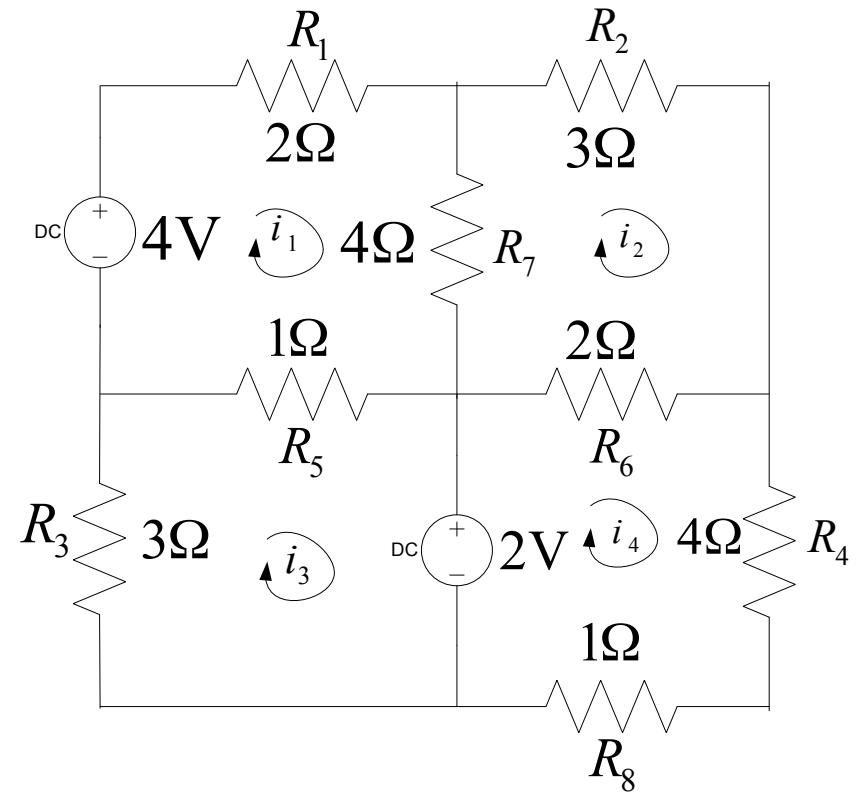 R₁
R₂
2Ω
3Ω
DC
+
−
4V
i₁
4Ω
R₇
i₂
1Ω
2Ω
R₅
R₆
R₃
3Ω
i₃
DC
+
−
2V
i₄
4Ω
R₄
1Ω
R₈